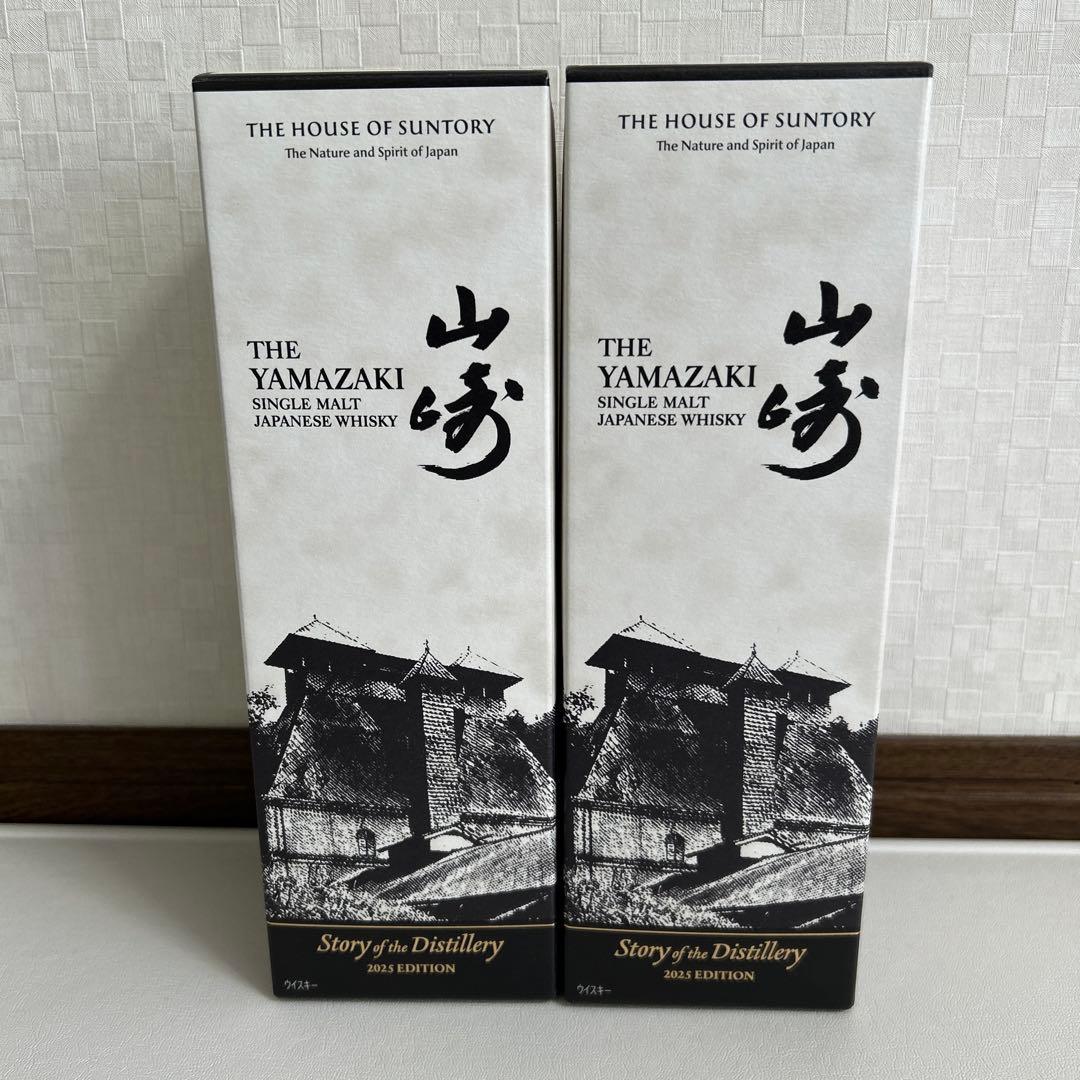 THE HOUSE OF SUNTORY
The Nature and Spirit of Japan
山崎
THE
YAMAZAKI
SINGLE MALT
JAPANESE WHISKY
Story of the Distillery
2025 EDITION
ウイスキー
THE HOUSE OF SUNTORY
The Nature and Spirit of Japan
山崎
THE
YAMAZAKI
SINGLE MALT
JAPANESE WHISKY
Story of the Distillery
2025 EDITION
ウイスキー